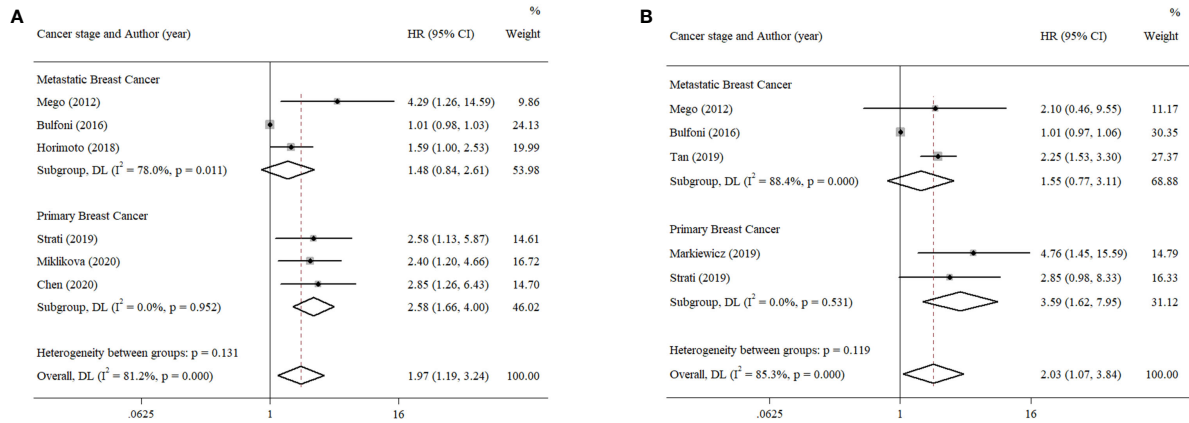 A
%
Cancer stage and Author (year) HR (95% CI) Weight
Metastatic Breast Cancer
Mego (2012) 4.29 (1.26, 14.59) 9.86
Bulfoni (2016) 1.01 (0.98, 1.03) 24.13
Horimoto (2018) 1.59 (1.00, 2.53) 19.99
Subgroup, DL (I² = 78.0%, p = 0.011) 1.48 (0.84, 2.61) 53.98
Primary Breast Cancer
Strati (2019) 2.58 (1.13, 5.87) 14.61
Miklikova (2020) 2.40 (1.20, 4.66) 16.72
Chen (2020) 2.85 (1.26, 6.43) 14.70
Subgroup, DL (I² = 0.0%, p = 0.952) 2.58 (1.66, 4.00) 46.02
Heterogeneity between groups: p = 0.131
Overall, DL (I² = 81.2%, p = 0.000) 1.97 (1.19, 3.24) 100.00
.0625 1 16
B
%
Cancer stage and Author (year) HR (95% CI) Weight
Metastatic Breast Cancer
Mego (2012) 2.10 (0.46, 9.55) 11.17
Bulfoni (2016) 1.01 (0.97, 1.06) 30.35
Tan (2019) 2.25 (1.53, 3.30) 27.37
Subgroup, DL (I² = 88.4%, p = 0.000) 1.55 (0.77, 3.11) 68.88
Primary Breast Cancer
Markiewicz (2019) 4.76 (1.45, 15.59) 14.79
Strati (2019) 2.85 (0.98, 8.33) 16.33
Subgroup, DL (I² = 0.0%, p = 0.531) 3.59 (1.62, 7.95) 31.12
Heterogeneity between groups: p = 0.119
Overall, DL (I² = 85.3%, p = 0.000) 2.03 (1.07, 3.84) 100.00
.0625 1 16